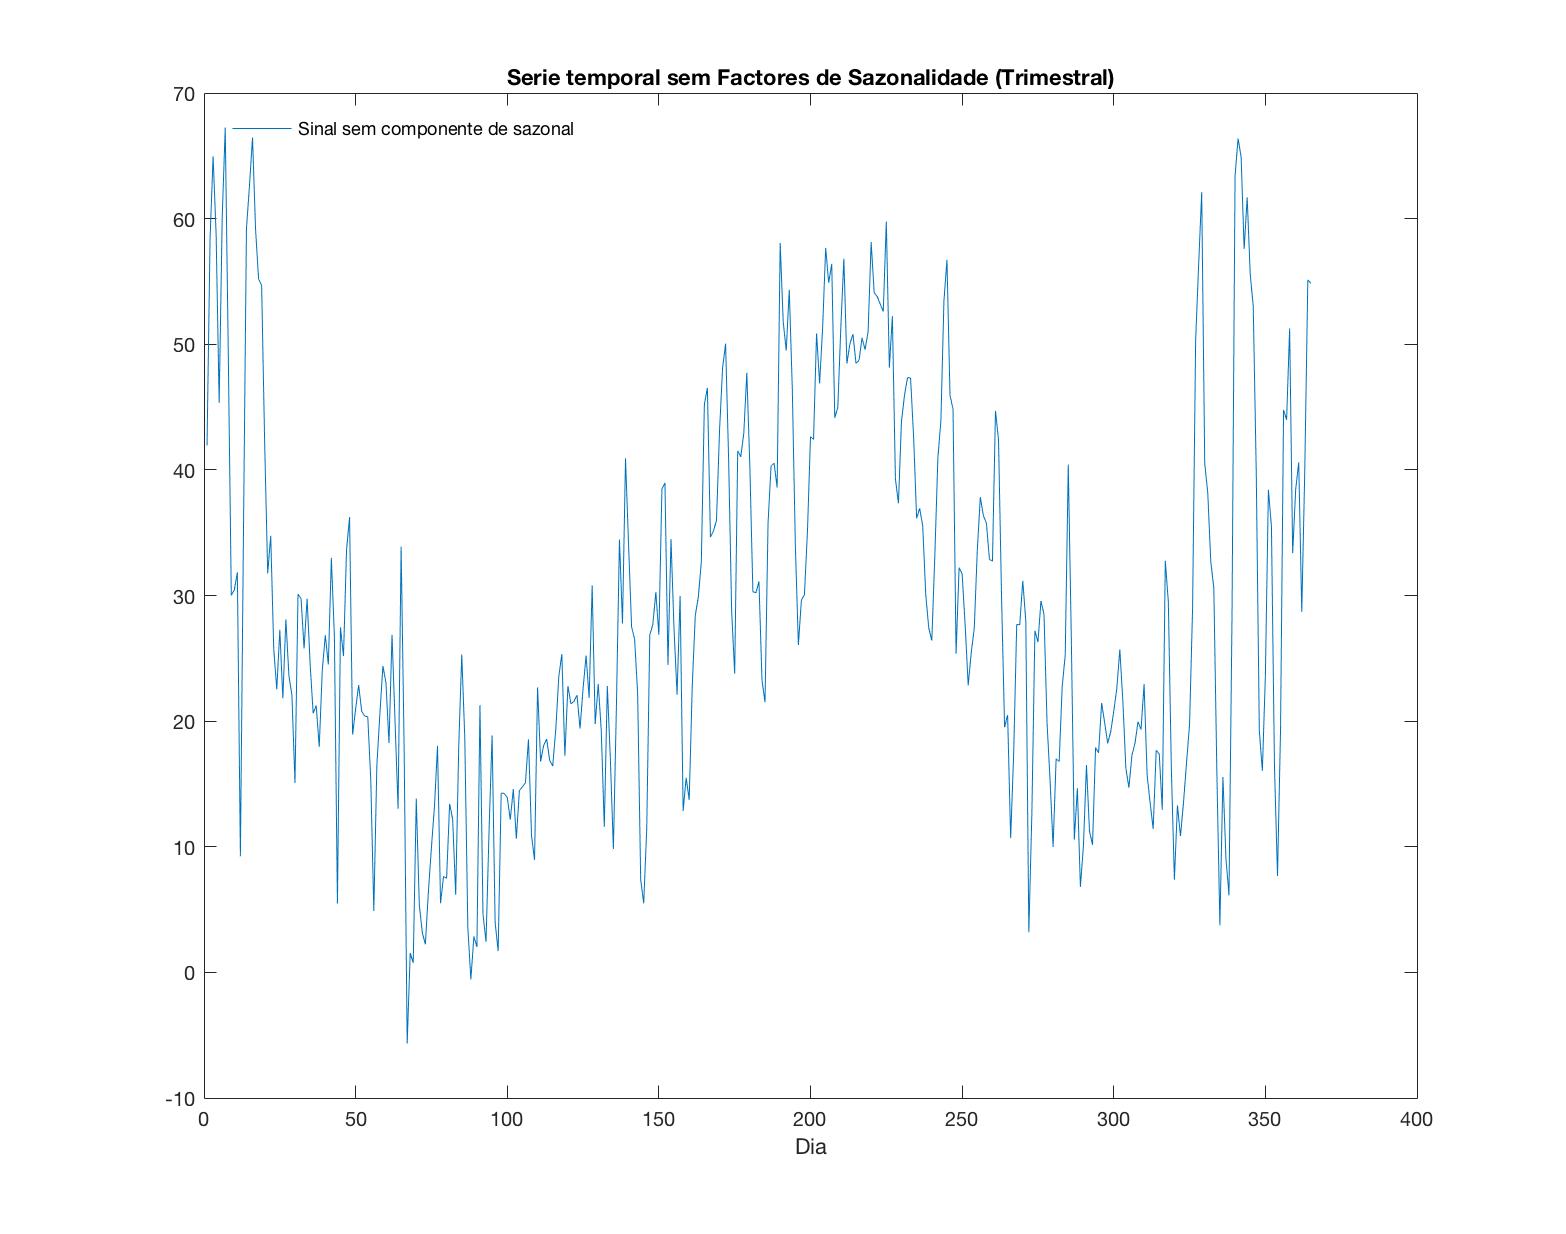 Serie temporal sem Factores de Sazonalidade (Trimestral)
70
Sinal sem componente de sazonal
60
50
40
30
20
10
0
-10
0 50 100 150 200 250 300 350 400
Dia